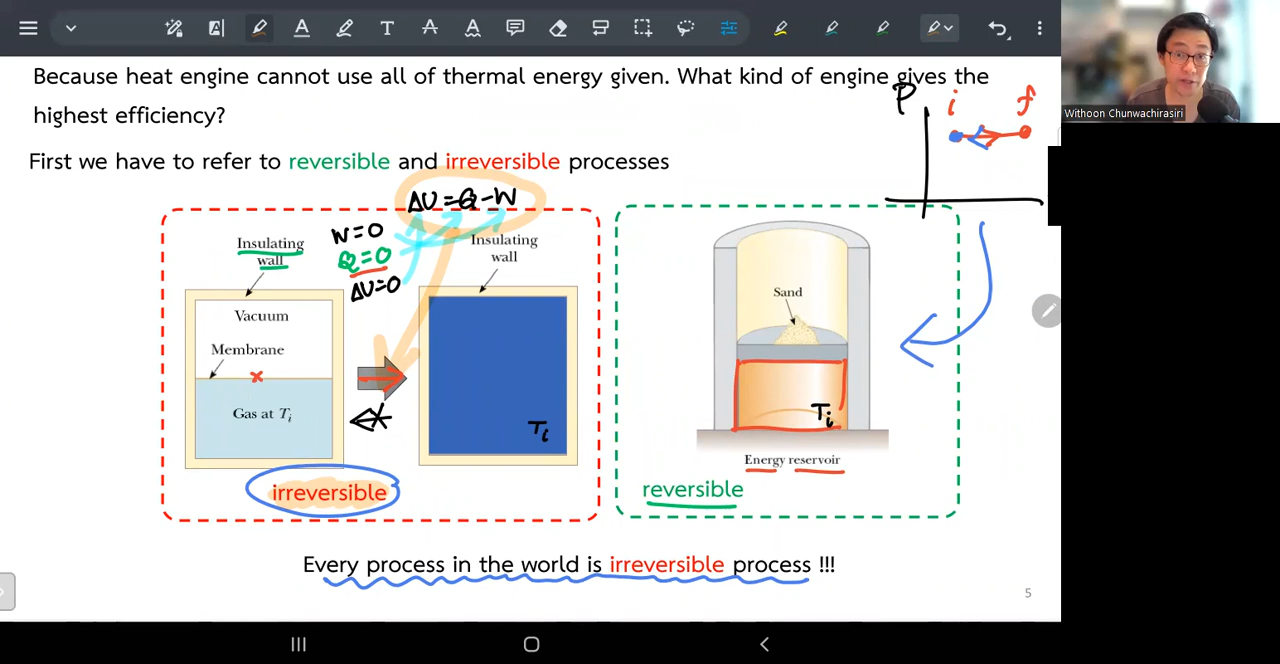 Because heat engine cannot use all of thermal energy given. What kind of engine gives the
highest efficiency?
P
i
f
Withoon Chunwachirasiri
First we have to refer to reversible and irreversible processes
ΔU = Q - W
W = 0
Q = 0
ΔU = 0
Insulating
wall
Vacuum
Membrane
Gas at Ti
Insulating
wall
Ti
irreversible
Sand
Ti
Energy reservoir
reversible
Every process in the world is irreversible process !!!
5